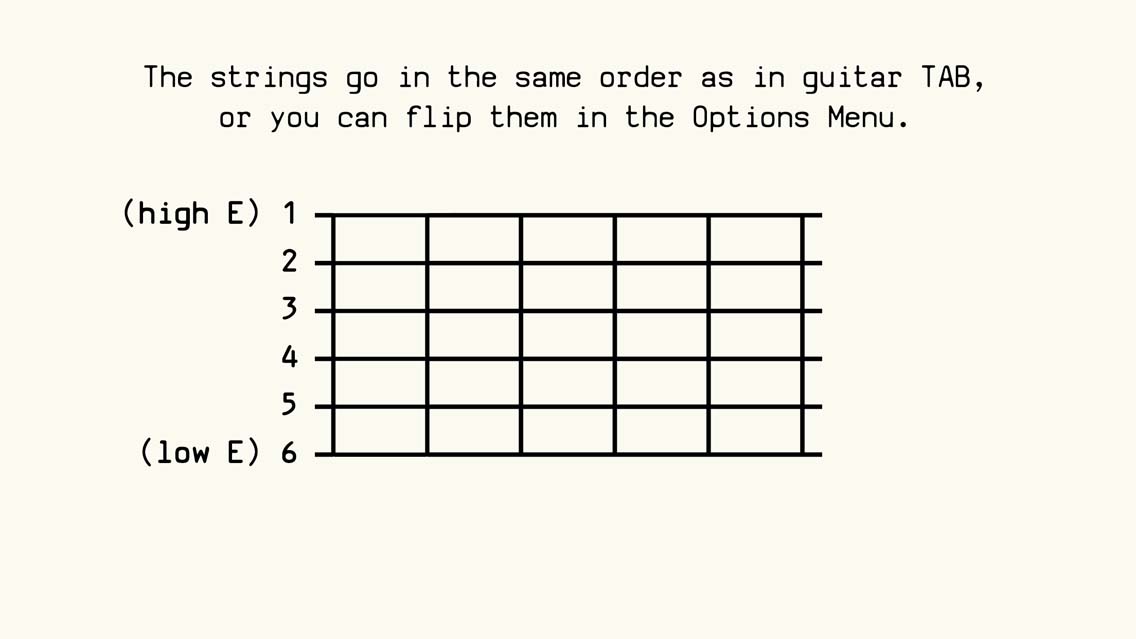 The strings go in the same order as in guitar TAB,
or you can flip them in the Options Menu.
(high E) 1
2
3
4
5
(low E) 6